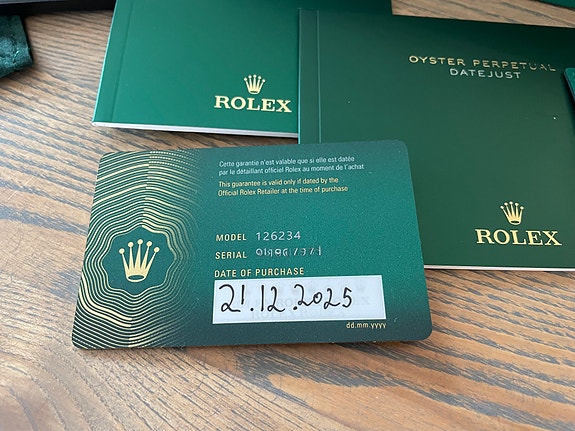 ROLEX
OYSTER PERPETUAL
DATEJUST
ROLEX
Cette garantie n'est valable que si elle est datée
par le détaillant officiel Rolex au moment de l'achat
This guarantee is valid only if dated by the
Official Rolex Retailer at the time of purchase
MODEL 126234
SERIAL
DATE OF PURCHASE
21.12.2025
dd.mm.yyyy